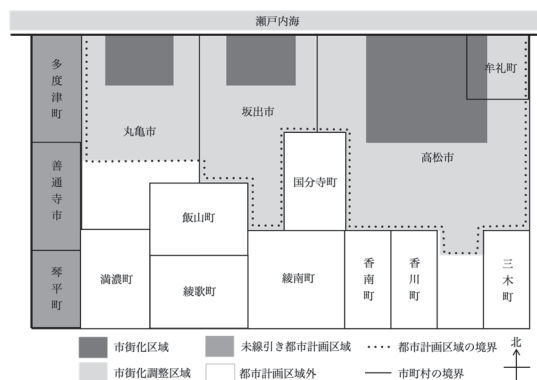 瀬戸内海
多度津町
牟礼町
丸亀市
坂出市
高松市
善通寺市
国分寺町
飯山町
琴平町
満濃町
綾歌町
綾南町
香南町
香川町
三木町
市街化区域
未線引き都市計画区域
都市計画区域の境界
北
市街化調整区域
都市計画区域外
市町村の境界